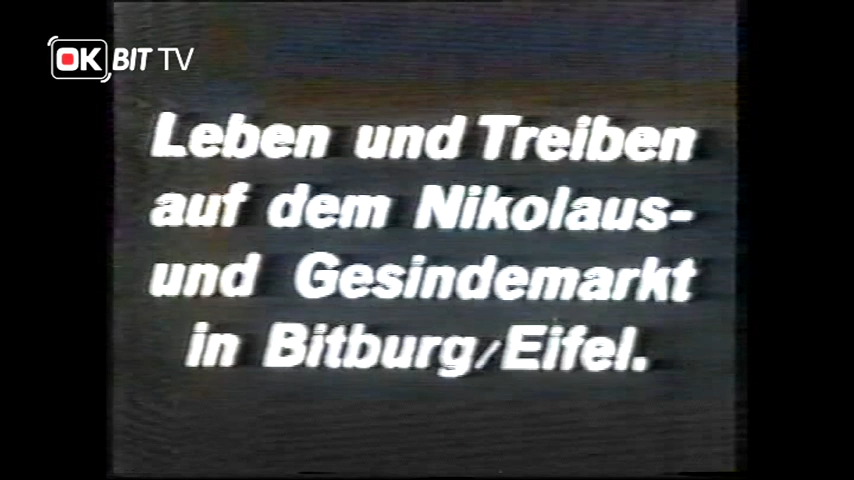 OK BIT TV
Leben und Treiben
auf dem Nikolaus-
und Gesindemarkt
in Bitburg/Eifel.